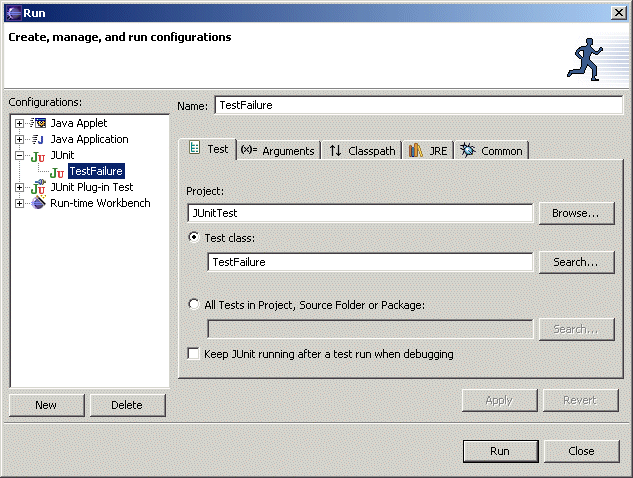 Run
Create, manage, and run configurations
Configurations:
Java Applet
Java Application
JUnit
TestFailure
JUnit Plug-in Test
Run-time Workbench
New
Delete
Name:
TestFailure
Test
Arguments
Classpath
JRE
Common
Project:
JUnitTest
Browse...
Test class:
TestFailure
Search...
All Tests in Project, Source Folder or Package:
Search...
Keep JUnit running after a test run when debugging
Apply
Revert
Run
Close